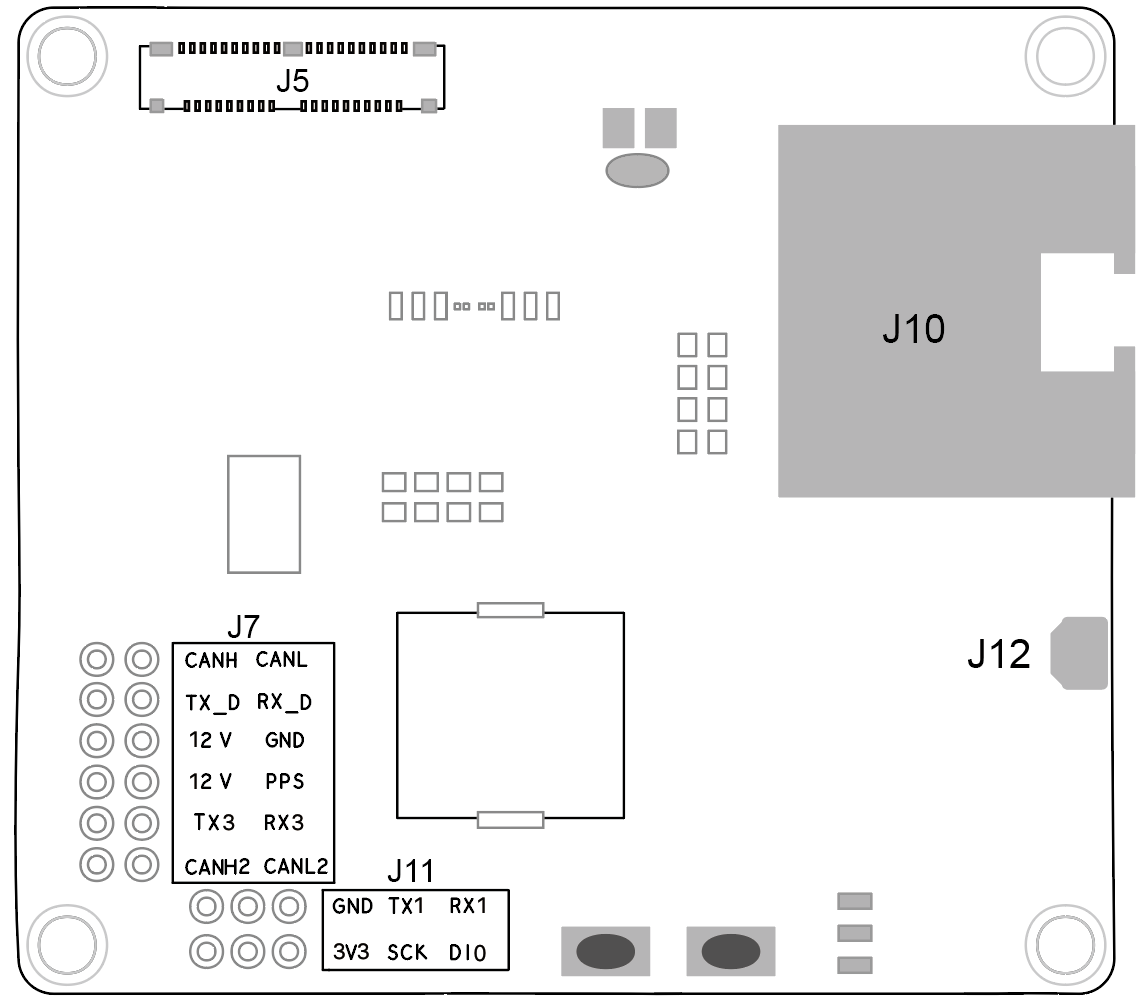 J5
J10
J7
CANH CANL
TX_D RX_D
12 V GND
12 V PPS
TX3 RX3
CANH2 CANL2
J12
J11
GND TX1 RX1
3V3 SCK DIO